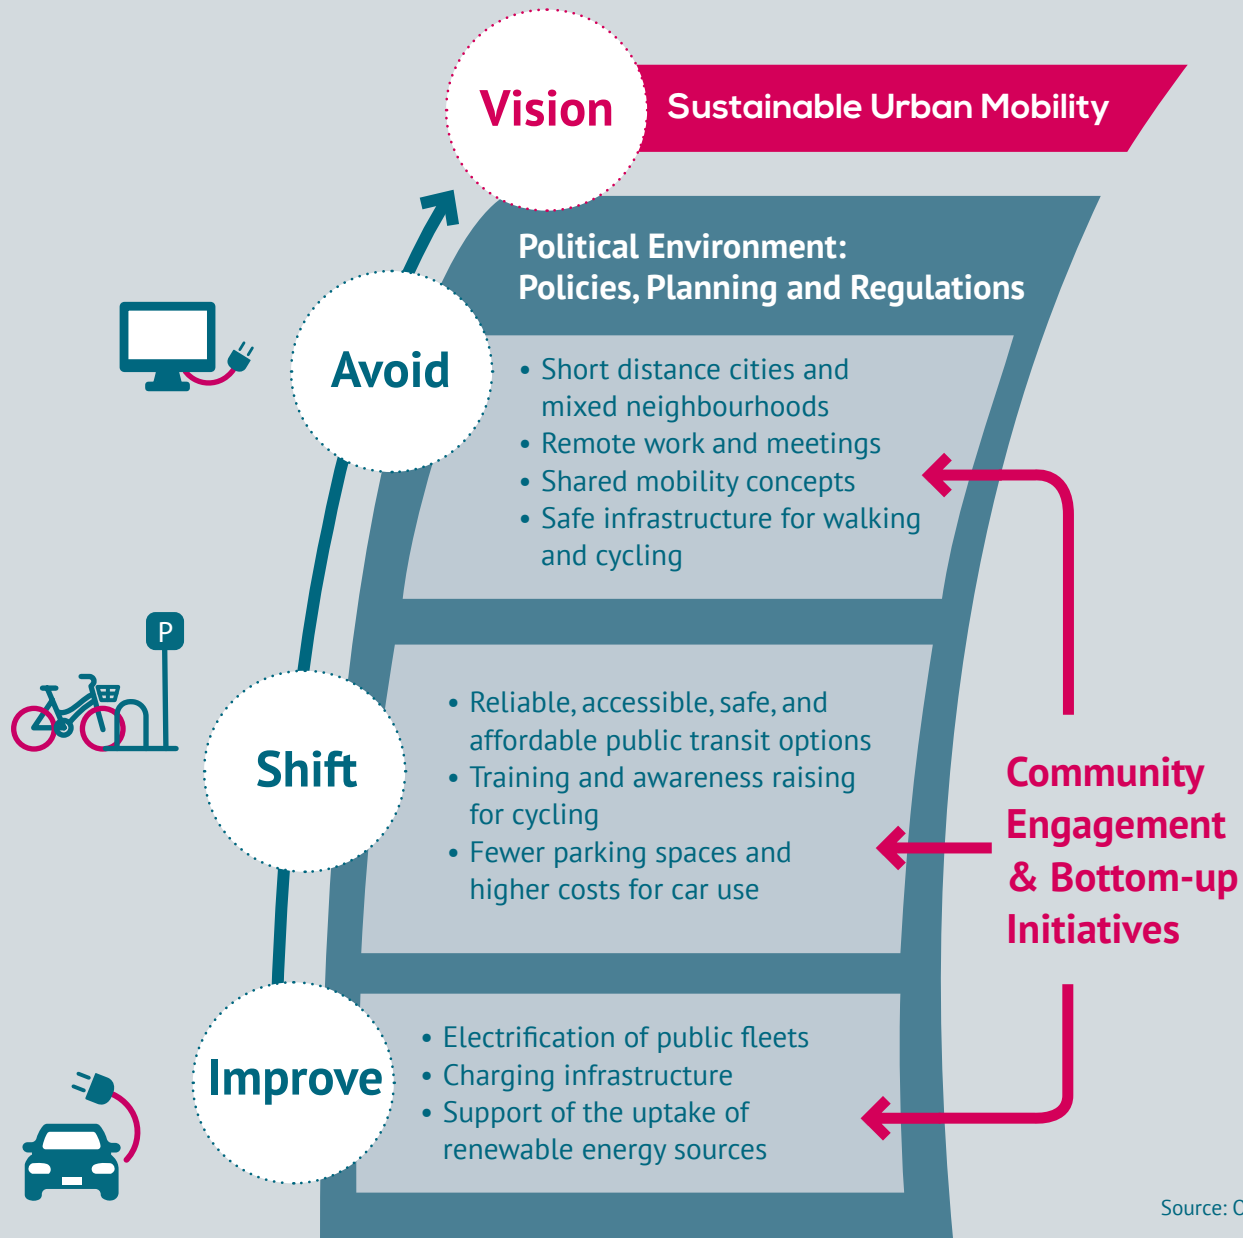 Vision
Sustainable Urban Mobility
Political Environment:
Policies, Planning and Regulations
Avoid
• Short distance cities and
mixed neighbourhoods
• Remote work and meetings
• Shared mobility concepts
• Safe infrastructure for walking
and cycling
P
Shift
• Reliable, accessible, safe, and
affordable public transit options
• Training and awareness raising
for cycling
• Fewer parking spaces and
higher costs for car use
Community
Engagement
& Bottom-up
Initiatives
Improve
• Electrification of public fleets
• Charging infrastructure
• Support of the uptake of
renewable energy sources
Source: